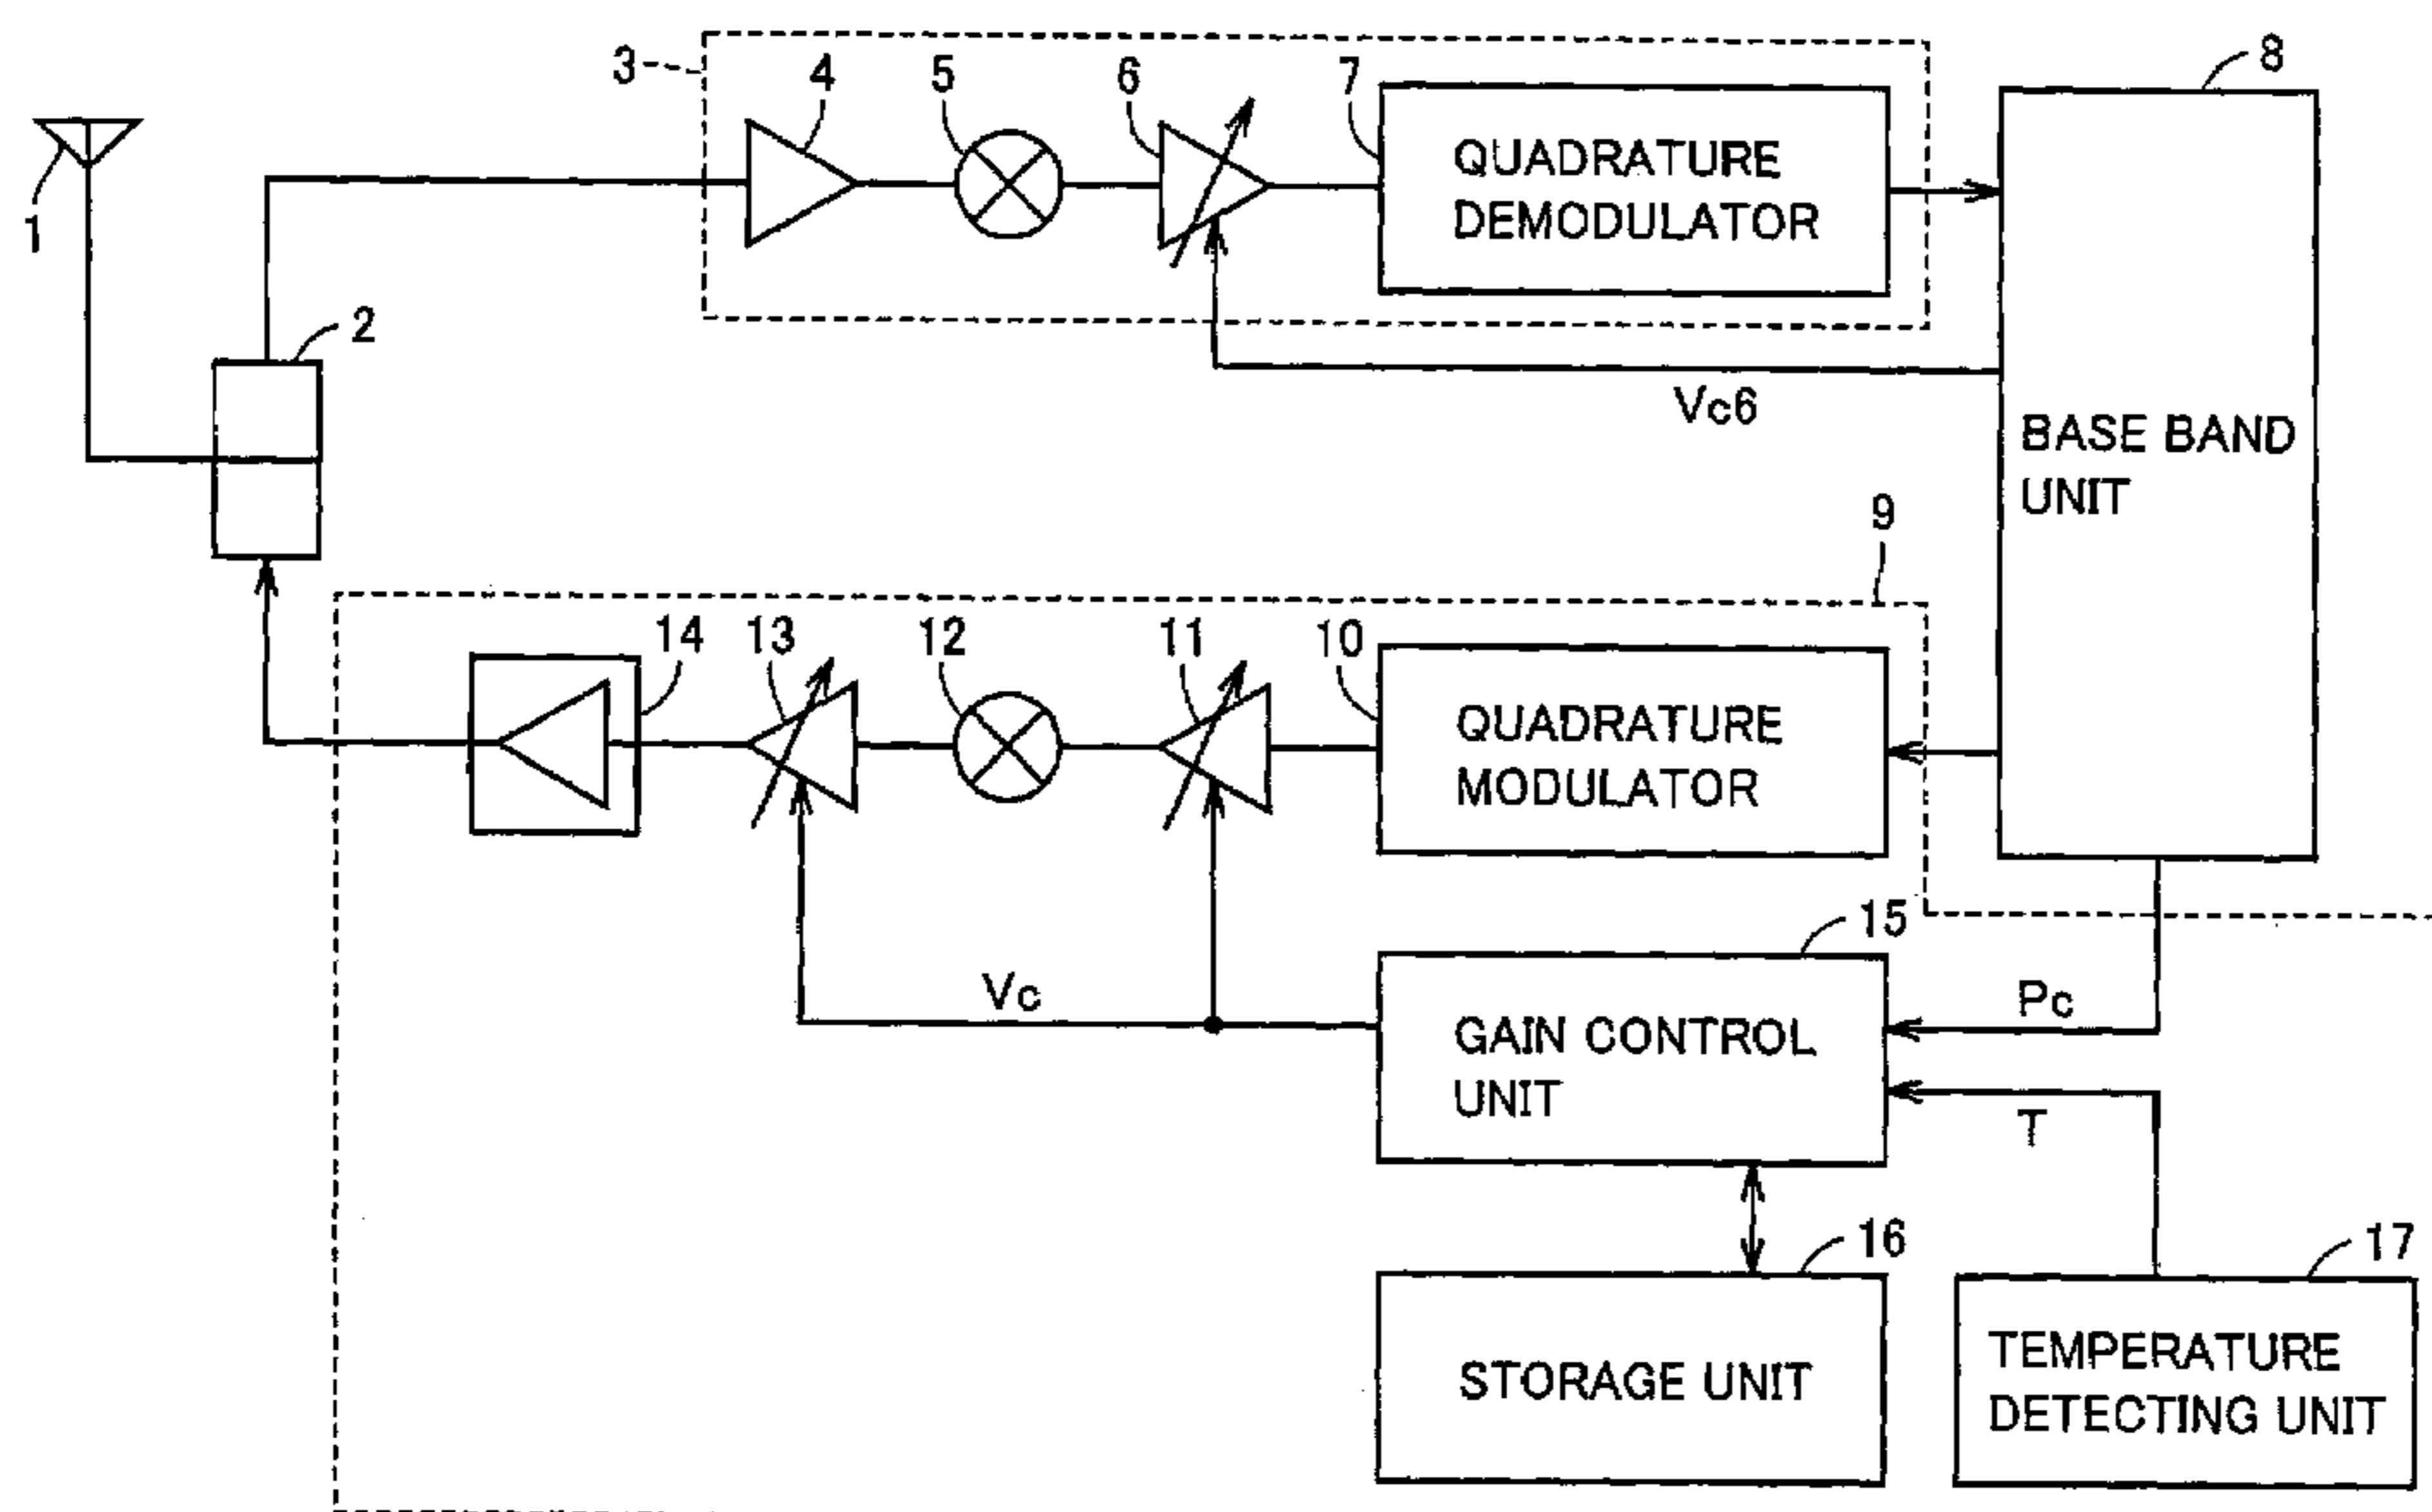 3
4
5
6
7
8
QUADRATURE
DEMODULATOR
1
2
Vc6
BASE BAND
UNIT
9
14
13
12
11
10
QUADRATURE
MODULATOR
15
Vc
Pc
GAIN CONTROL
UNIT
T
16
17
STORAGE UNIT
TEMPERATURE
DETECTING UNIT